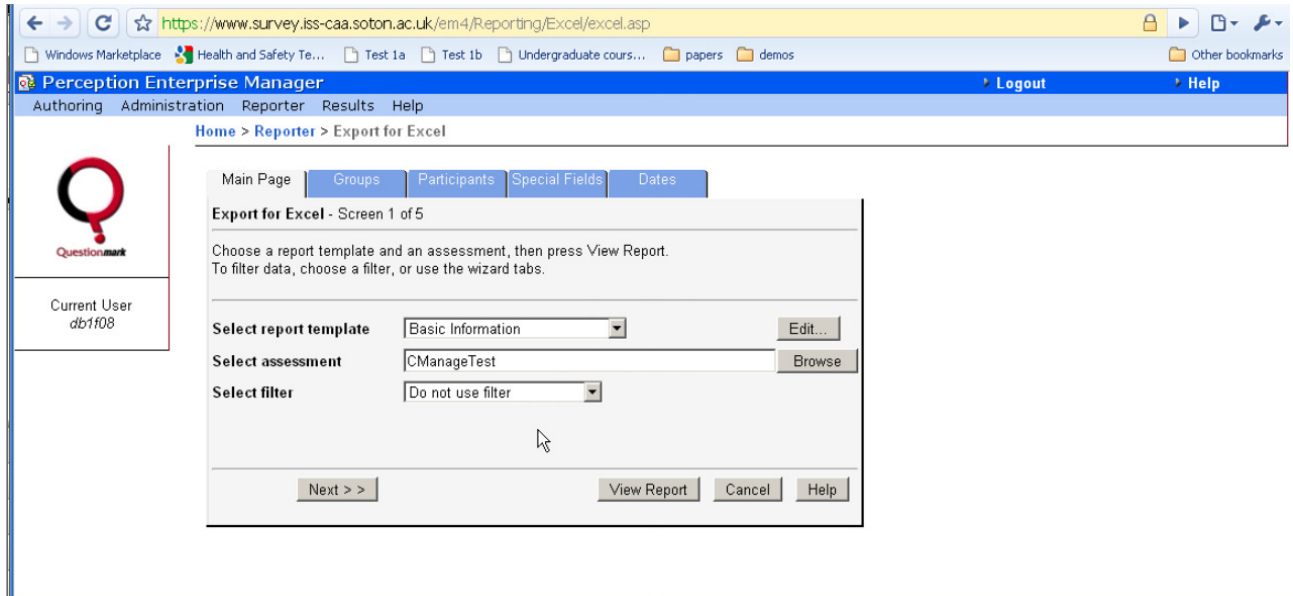 https://www.survey.iss-caa.soton.ac.uk/em4/Reporting/Excel/excel.asp
Windows Marketplace Health and Safety Te... Test 1a Test 1b Undergraduate cours... papers demos Other bookmarks
Perception Enterprise Manager Logout Help
Authoring Administration Reporter Results Help
Home > Reporter > Export for Excel
Main Page Groups Participants Special Fields Dates
Export for Excel - Screen 1 of 5
Questionmark
Choose a report template and an assessment, then press View Report.
To filter data, choose a filter, or use the wizard tabs.
Current User
db1f08
Select report template Basic Information Edit...
Select assessment CManageTest Browse
Select filter Do not use filter
Next > > View Report Cancel Help